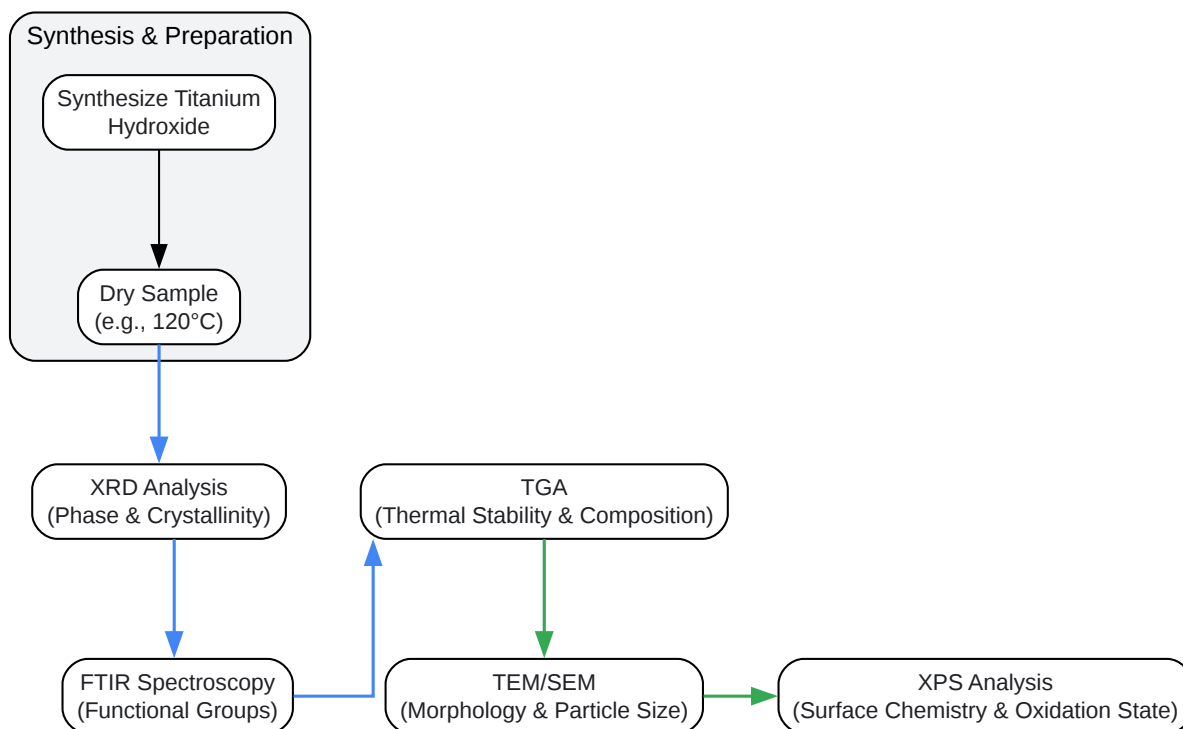 Synthesis & Preparation
Synthesize Titanium
Hydroxide
Dry Sample
(e.g., 120°C)
XRD Analysis
(Phase & Crystallinity)
FTIR Spectroscopy
(Functional Groups)
TGA
(Thermal Stability & Composition)
TEM/SEM
(Morphology & Particle Size)
XPS Analysis
(Surface Chemistry & Oxidation State)